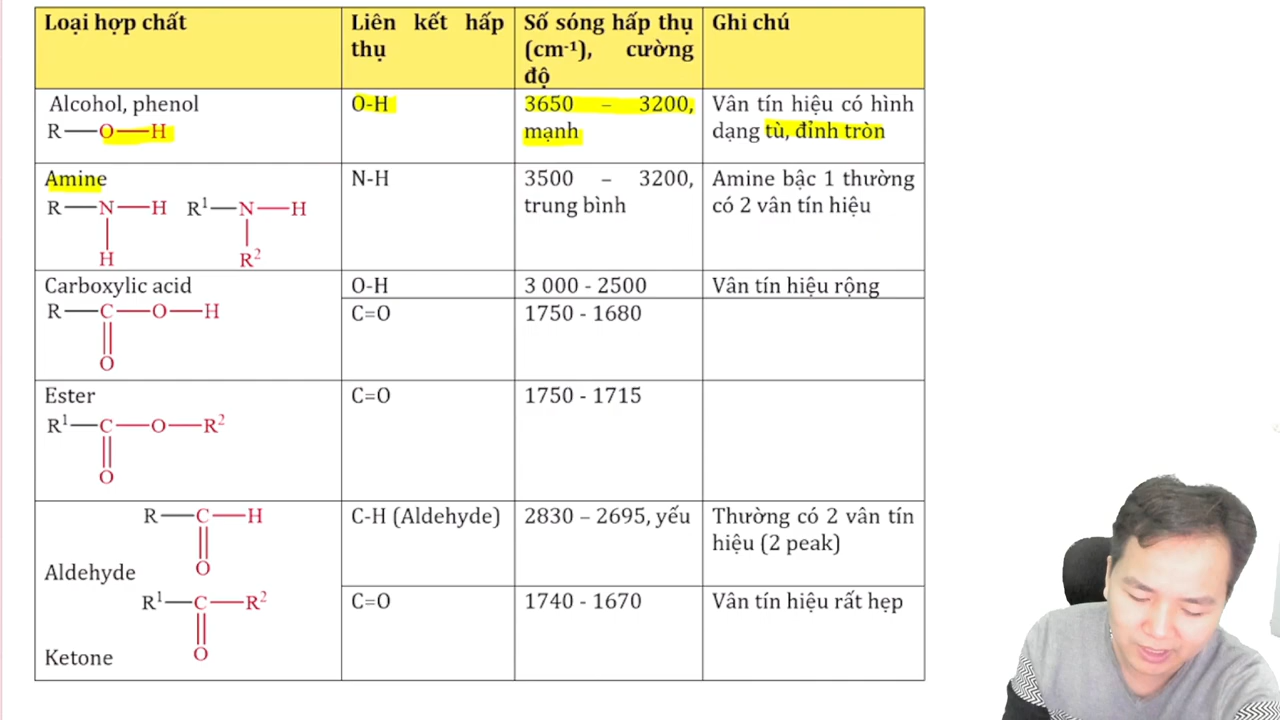 Loại hợp chất
Liên kết hấp
thụ
Số sóng hấp thụ
(cm-1), cường
độ
Ghi chú
Alcohol, phenol
R—O—H
O-H
3650 – 3200,
mạnh
Vân tín hiệu có hình
dạng tù, đỉnh tròn
Amine
R—N—H R¹—N—H
H R²
N-H
3500 – 3200,
trung bình
Amine bậc 1 thường
có 2 vân tín hiệu
Carboxylic acid
R—C—O—H
O
O-H
3 000 - 2500
Vân tín hiệu rộng
C=O
1750 - 1680
Ester
R¹—C—O—R²
O
C=O
1750 - 1715
R—C—H
O
Aldehyde
C-H (Aldehyde)
2830 – 2695, yếu
Thường có 2 vân tín
hiệu (2 peak)
R¹—C—R²
O
Ketone
C=O
1740 - 1670
Vân tín hiệu rất hẹp